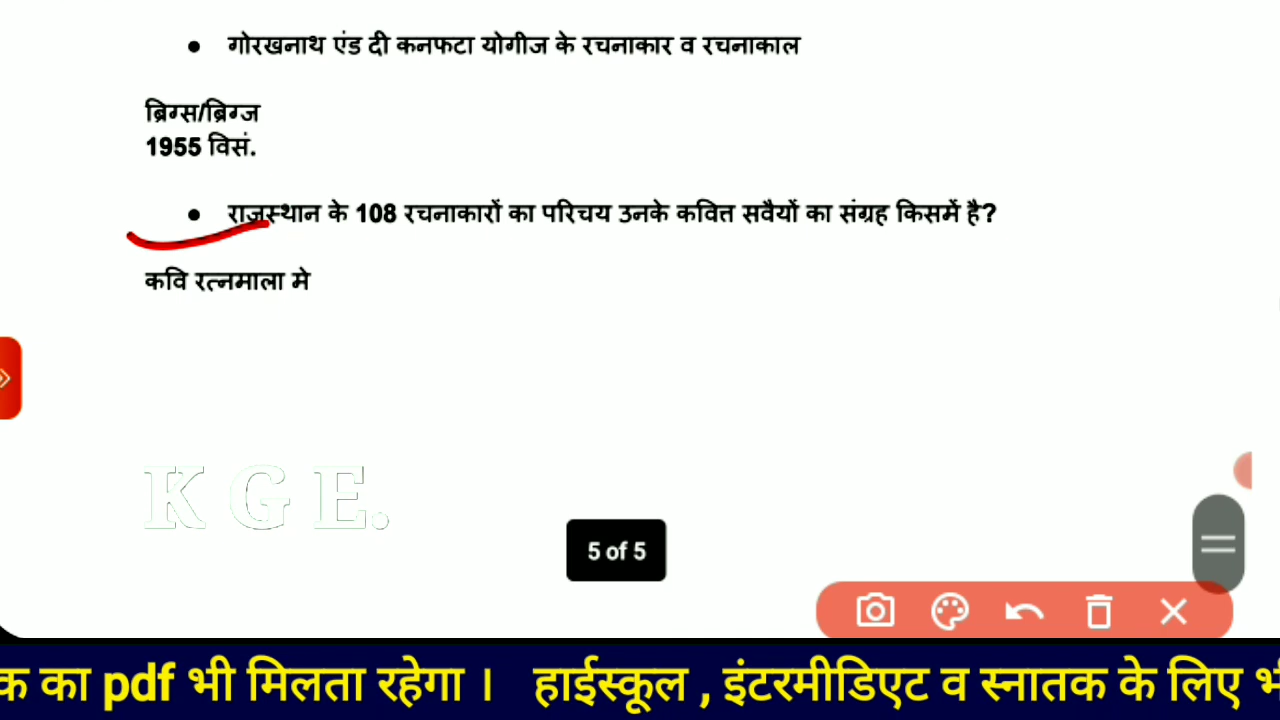 ● गोरखनाथ एंड दी कनफटा योगीज के रचनाकार व रचनाकाल
ब्रिग्स/ब्रिग्ज
1955 विसं.
● राजस्थान के 108 रचनाकारों का परिचय उनके कवित्त सवैयों का संग्रह किसमें है?
कवि रत्नमाला मे
K G E.
5 of 5
क का pdf भी मिलता रहेगा । हाईस्कूल , इंटरमीडिएट व स्नातक के लिए